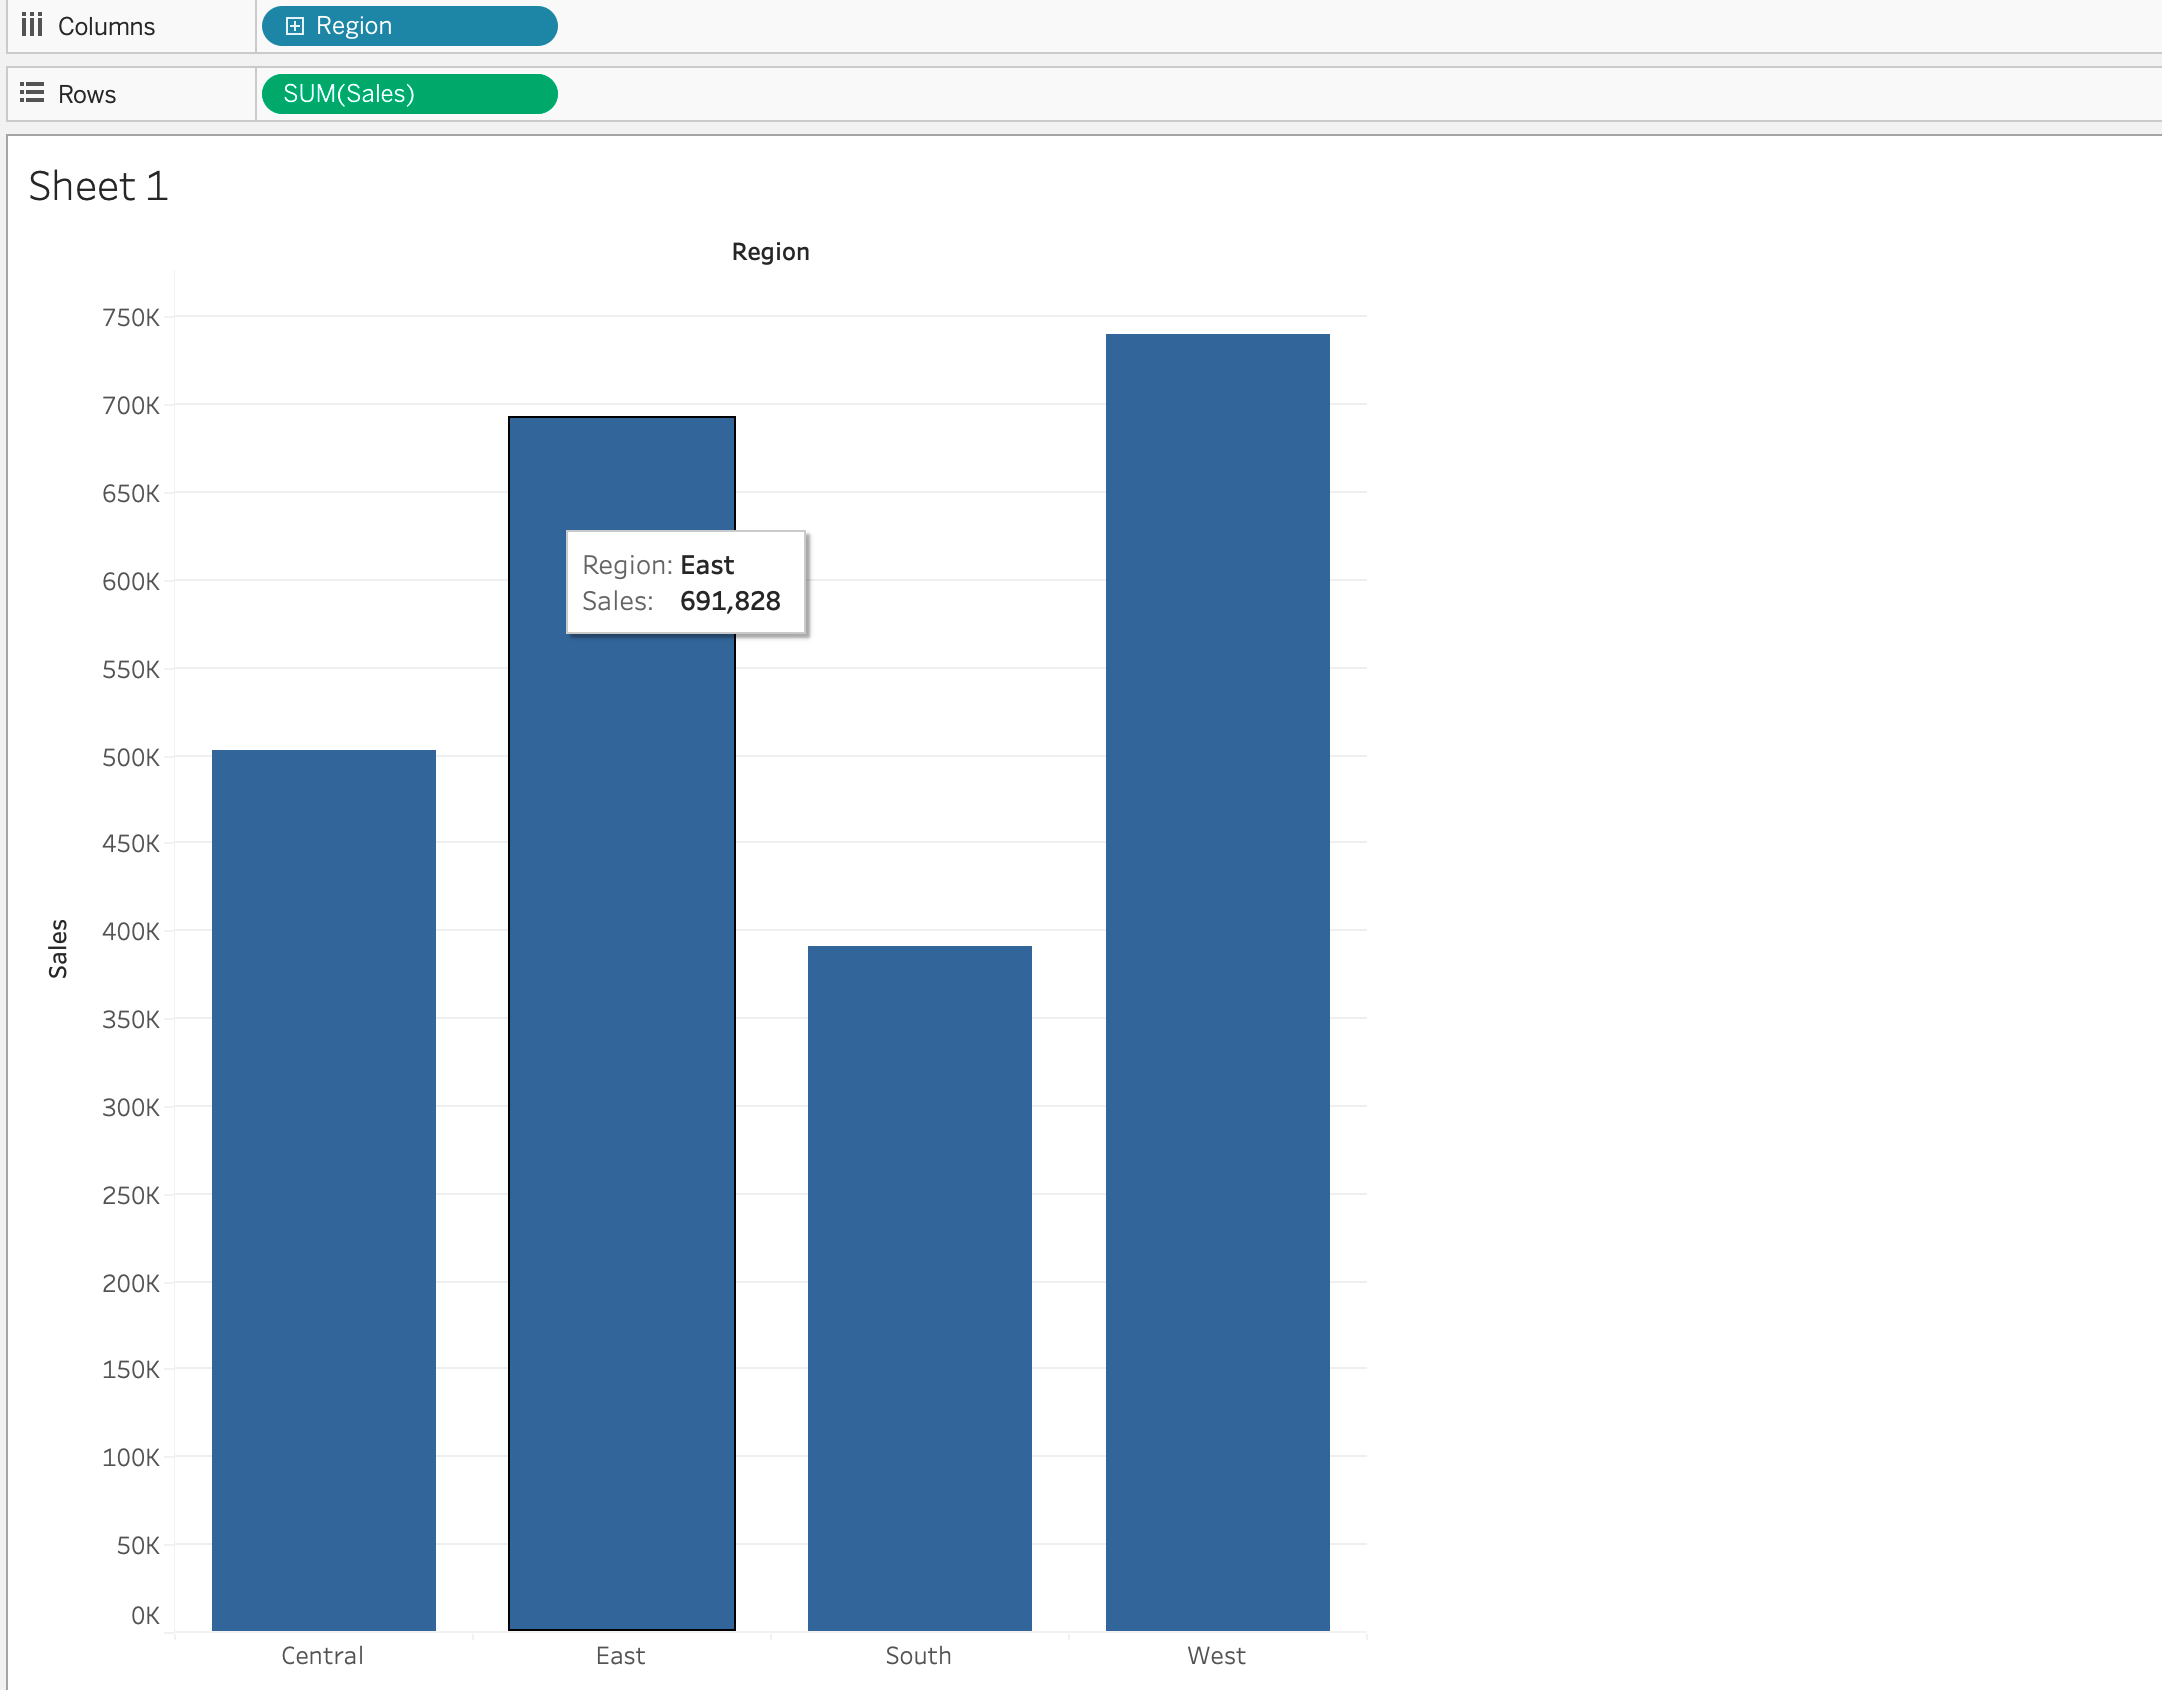 Columns
Region
Rows
SUM(Sales)
Sheet 1
Region
750K
700K
650K
600K
550K
500K
450K
400K
350K
300K
250K
200K
150K
100K
50K
0K
Sales
Region: East
Sales: 691,828
Central East South West